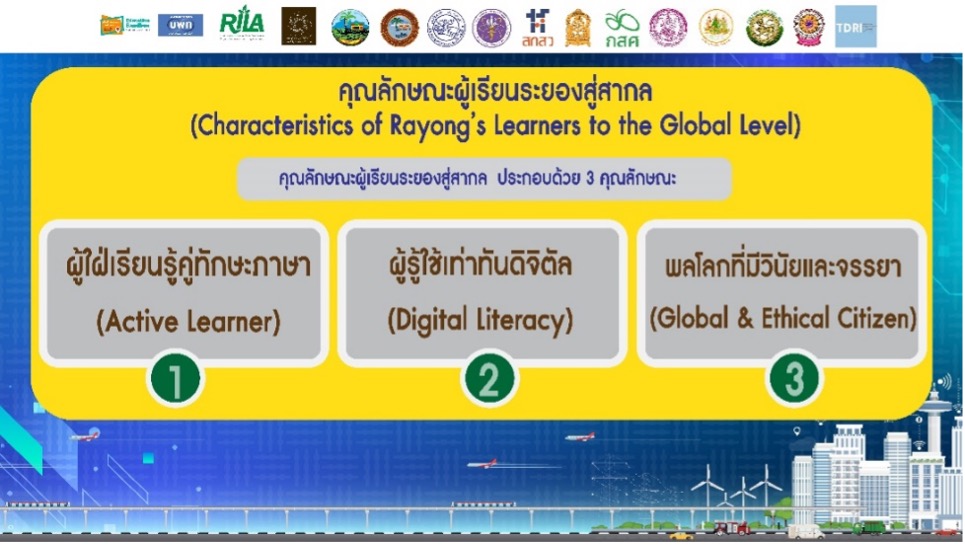 บพท
RIIA
สกสว
กสศ
TDRI
คุณลักษณะผู้เรียนระยองสู่สากล
(Characteristics of Rayong's Learners to the Global Level)
คุณลักษณะผู้เรียนระยองสู่สากล ประกอบด้วย 3 คุณลักษณะ
ผู้ใฝ่เรียนรู้คู่ทักษะภาษา
(Active Learner)
1
ผู้รู้ใช้เท่าทันดิจิตัล
(Digital Literacy)
2
พลโลกที่มีวินัยและจรรยา
(Global & Ethical Citizen)
3